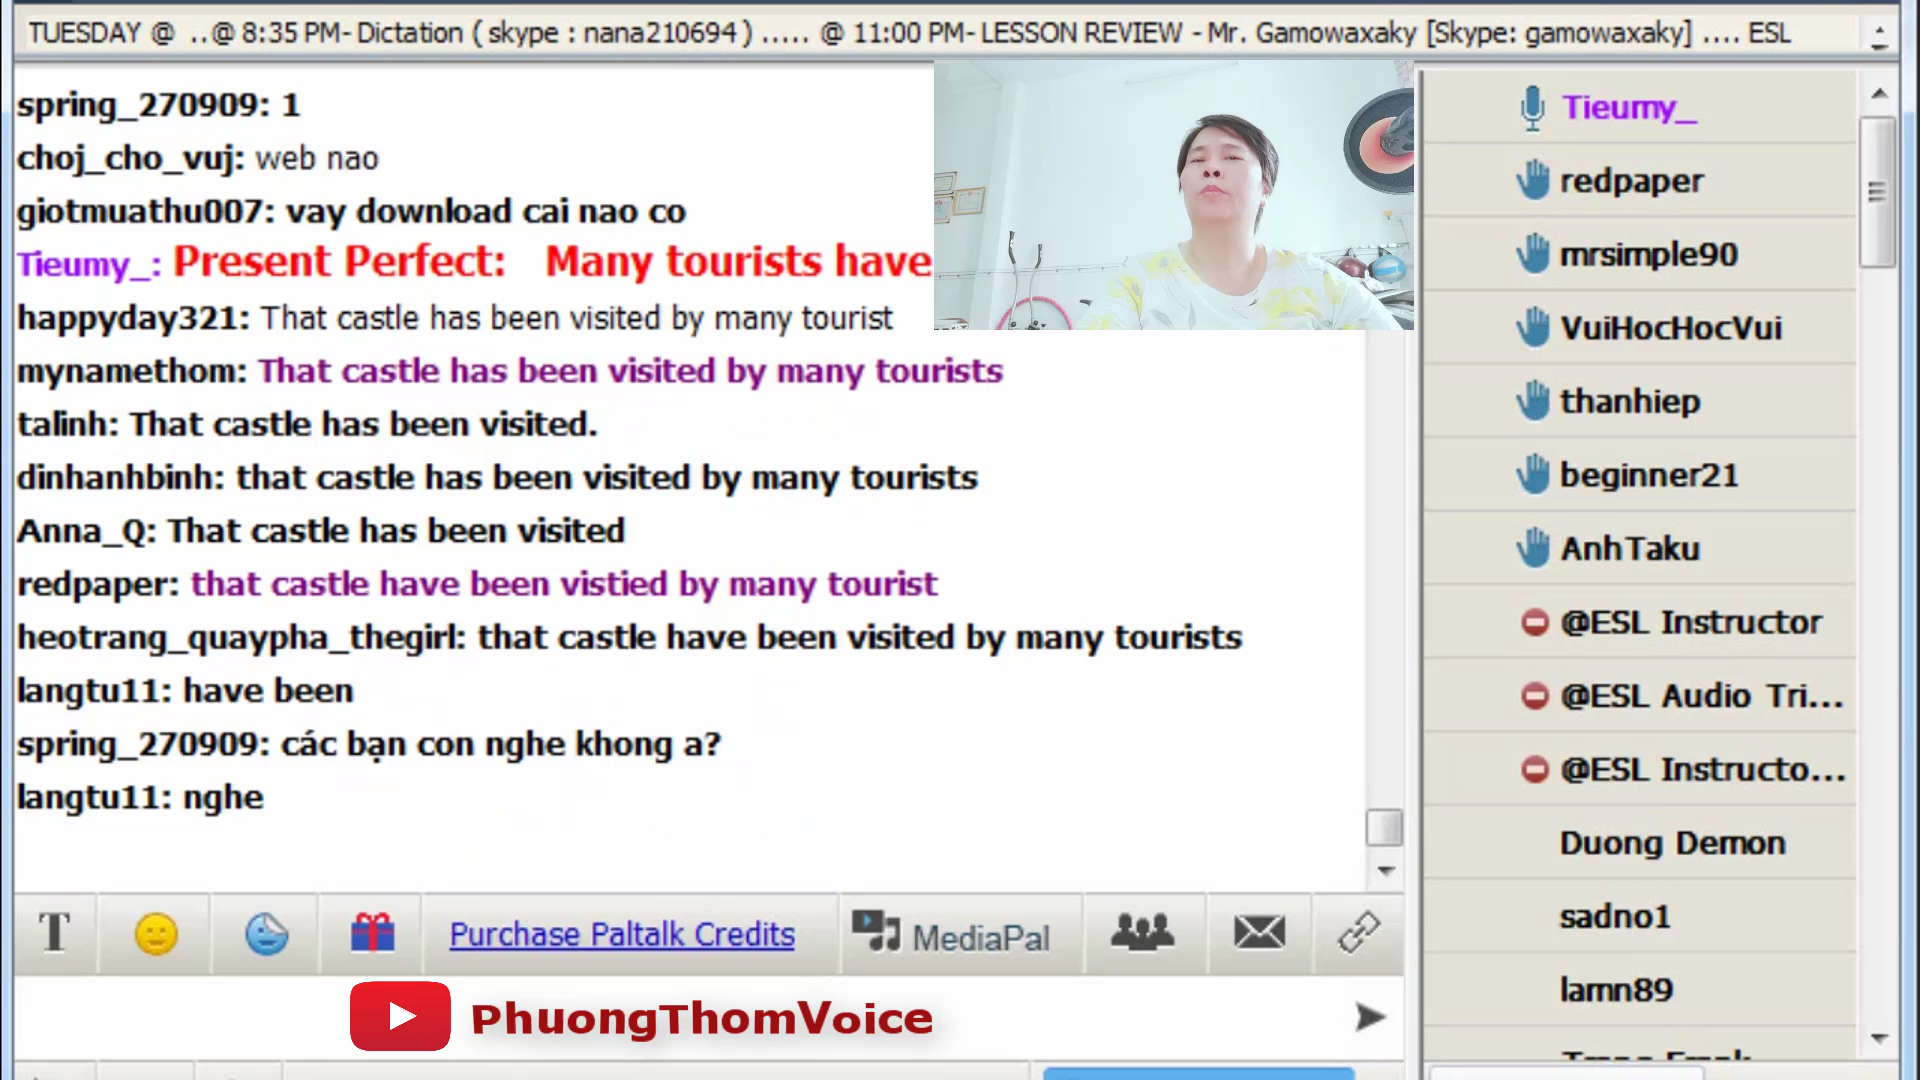 TUESDAY @ ..@ 8:35 PM- Dictation ( skype : nana210694 ) ..... @ 11:00 PM- LESSON REVIEW - Mr. Gamowaxaky [Skype: gamowaxaky] .... ESL
spring_270909: 1
choj_cho_vuj: web nao
giotmuathu007: vay download cai nao co
Tieumy_: Present Perfect: Many tourists have
happyday321: That castle has been visited by many tourist
mynamethom: That castle has been visited by many tourists
talinh: That castle has been visited.
dinhanhbinh: that castle has been visited by many tourists
Anna_Q: That castle has been visited
redpaper: that castle have been vistied by many tourist
heotrang_quaypha_thegirl: that castle have been visited by many tourists
langtu11: have been
spring_270909: các bạn con nghe khong a?
langtu11: nghe
T
Purchase Paltalk Credits
MediaPal
PhuongThomVoice
Tieumy_
redpaper
mrsimple90
VuiHocHocVui
thanhiep
beginner21
AnhTaku
@ESL Instructor
@ESL Audio Tri...
@ESL Instructo...
Duong Demon
sadno1
lamn89